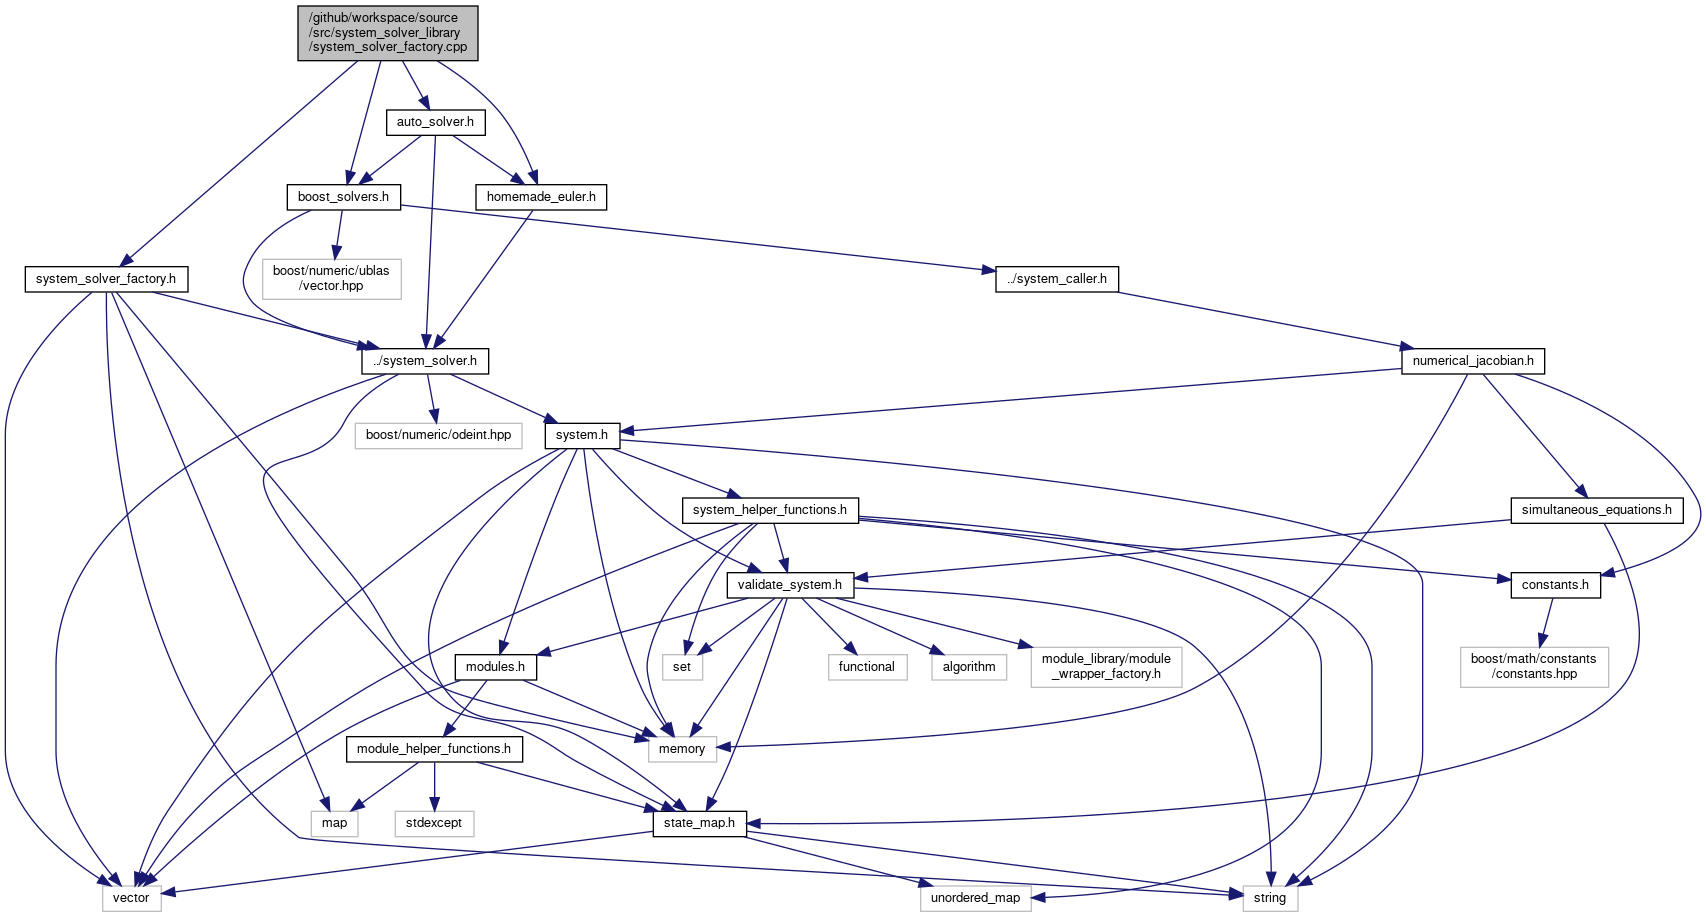 /github/workspace/source
/src/system_solver_library
/system_solver_factory.cpp
auto_solver.h
boost_solvers.h
homemade_euler.h
system_solver_factory.h
boost/numeric/ublas
/vector.hpp
../system_caller.h
../system_solver.h
numerical_jacobian.h
boost/numeric/odeint.hpp
system.h
system_helper_functions.h
simultaneous_equations.h
validate_system.h
constants.h
modules.h
set
functional
algorithm
module_library/module
_wrapper_factory.h
boost/math/constants
/constants.hpp
module_helper_functions.h
memory
map
stdexcept
state_map.h
vector
unordered_map
string